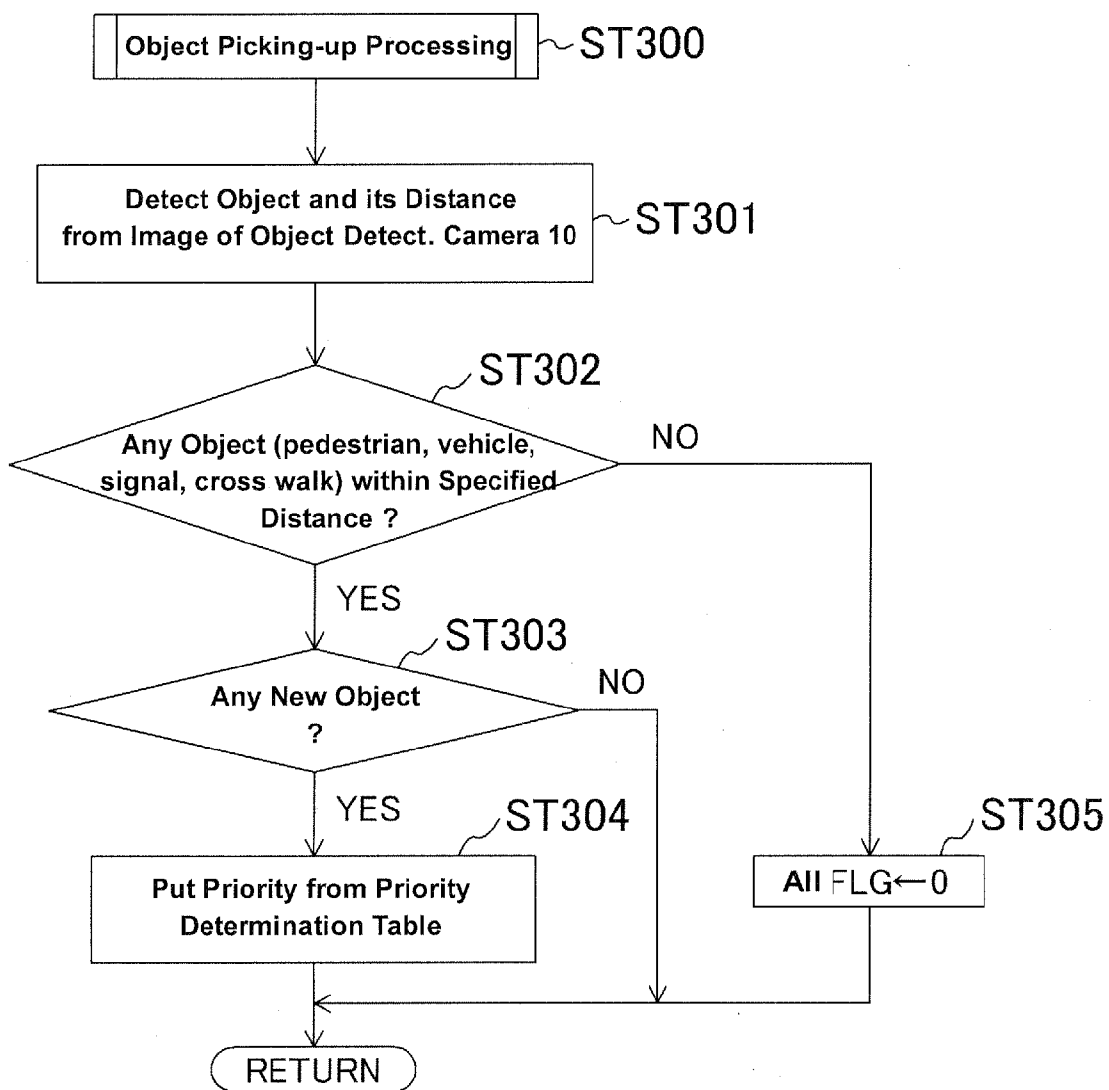 Object Picking-up Processing
ST300
Detect Object and its Distance
from Image of Object Detect. Camera 10
ST301
ST302
Any Object (pedestrian, vehicle,
signal, cross walk) within Specified
Distance ?
NO
YES
ST303
Any New Object
?
NO
YES
ST304
Put Priority from Priority
Determination Table
ST305
All FLG←0
RETURN